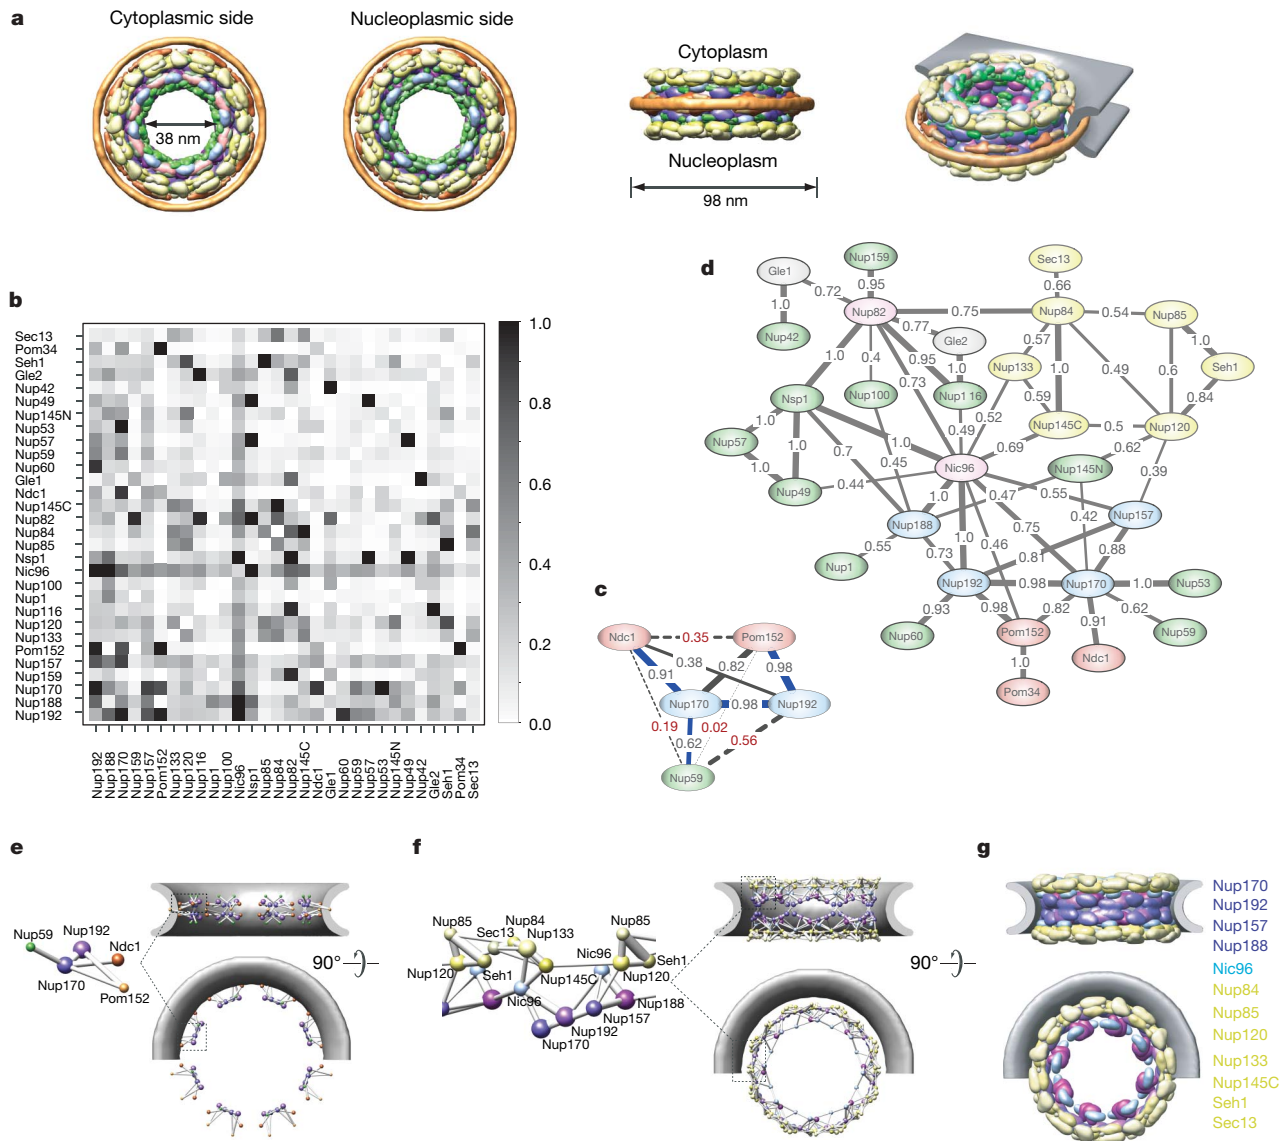 a
Cytoplasmic side
Nucleoplasmic side
38 nm
Cytoplasm
Nucleoplasm
98 nm
b
Sec13
Pom34
Seh1
Gle2
Nup42
Nup49
Nup145N
Nup53
Nup57
Nup59
Nup60
Gle1
Ndc1
Nup145C
Nup82
Nup84
Nup85
Nsp1
Nic96
Nup100
Nup1
Nup116
Nup120
Nup133
Pom152
Nup157
Nup159
Nup170
Nup188
Nup192
Nup192
Nup188
Nup170
Nup159
Nup157
Pom152
Nup133
Nup120
Nup116
Nup1
Nup100
Nic96
Nsp1
Nup85
Nup84
Nup82
Nup145C
Ndc1
Gle1
Nup60
Nup59
Nup57
Nup53
Nup145N
Nup49
Nup42
Gle2
Seh1
Pom34
Sec13
1.0
0.8
0.6
0.4
0.2
0.0
c
Ndc1
0.35
Pom152
0.38
0.82
0.91
0.98
Nup170
0.98
Nup192
0.19
0.02
0.62
0.56
Nup59
d
Nup159
Sec13
Gle1
0.95
0.66
0.72
1.0
Nup82
0.75
Nup84
0.54
Nup85
0.77
Nup42
Gle2
0.57
1.0
1.0
0.4
0.95
1.0
Nup133
1.0
0.49
0.6
Seh1
0.73
Nsp1
Nup100
Nup116
0.59
0.84
0.52
Nup145C
0.5
Nup120
0.49
1.0
Nup57
1.0
1.0
0.69
0.62
0.7
0.45
Nic96
Nup145N
0.39
1.0
0.44
Nup49
1.0
0.47
0.55
Nup188
0.42
Nup157
0.75
1.0
0.46
0.55
0.73
0.81
0.88
Nup1
Nup192
0.98
Nup170
1.0
Nup53
0.93
0.98
0.82
0.62
0.91
Nup60
Pom152
Nup59
1.0
Ndc1
Pom34
e
Nup59
Nup192
Ndc1
Nup170
Pom152
90°
f
Nup85
Nup84
Sec13
Nup133
Nup85
Nic96
Nup120
Seh1
Nup145C
Nup120
Seh1
Nic96
Nup188
Nup157
Nup192
Nup170
90°
g
Nup170
Nup192
Nup157
Nup188
Nic96
Nup84
Nup85
Nup120
Nup133
Nup145C
Seh1
Sec13